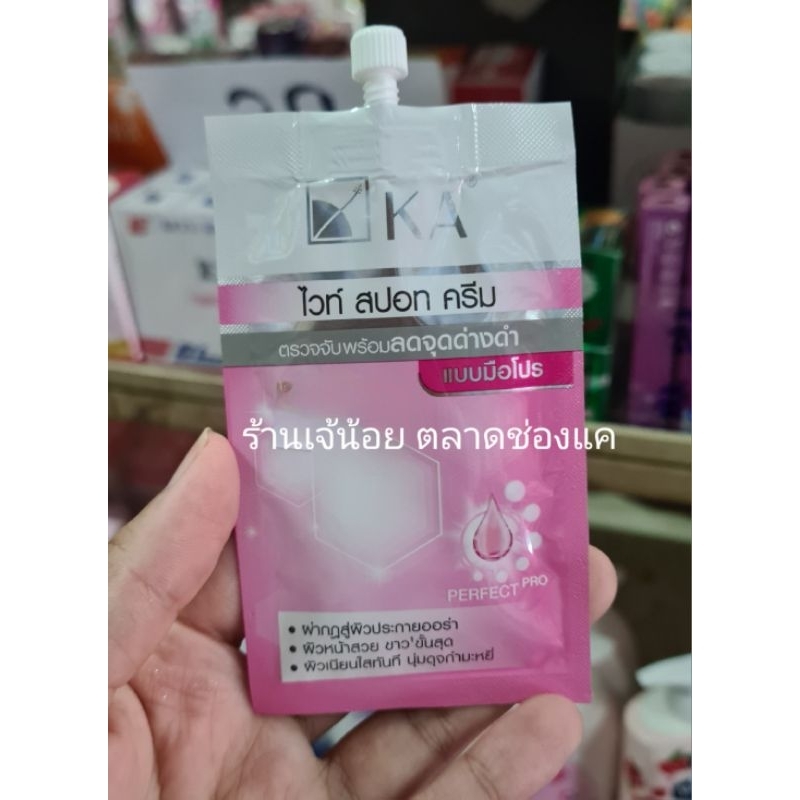 KA®
ไวท์ สปอท ครีม
ตรวจจับพร้อมลดจุดด่างดำ
แบบมือโปร
ร้านเจ้น้อย ตลาดช่องแค
PERFECT PRO
• ฝากฎสู่ผิวประกายออร่า
• ผิวหน้าสวย ขาว'ขั้นสุด
• ผิวเนียนใสทันที นุ่มดุจกำมะหยี่